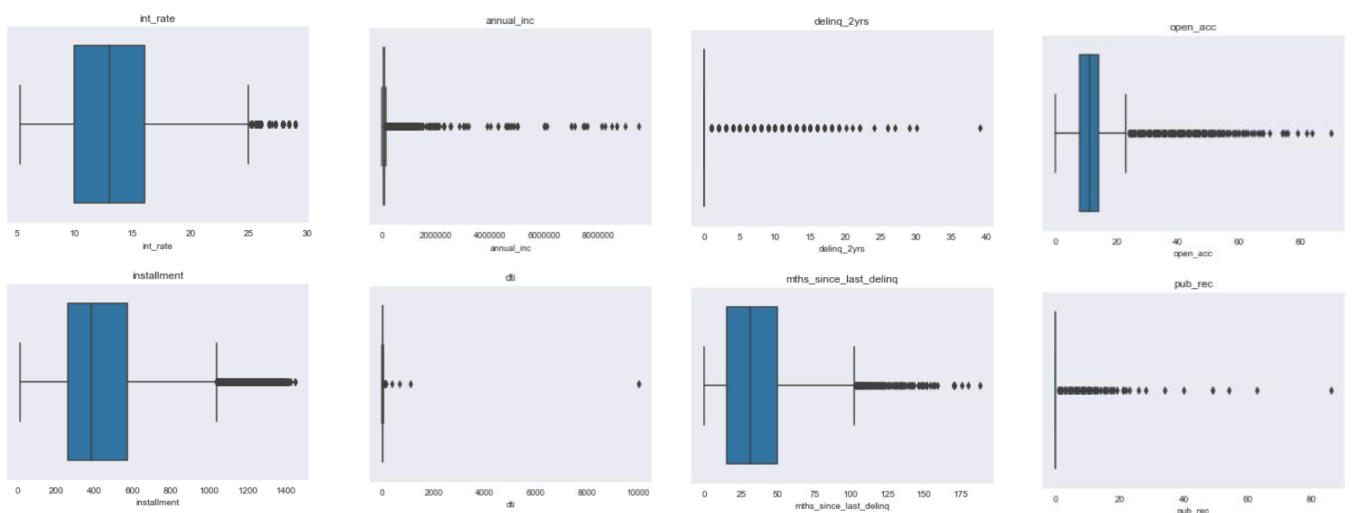 int_rate
5 10 15 20 25 30
int_rate
annual_inc
0 2000000 4000000 6000000 8000000
annual_inc
delinq_2yrs
0 5 10 15 20 25 30 35 40
delinq_2yrs
open_acc
0 20 40 60 80
open_acc
installment
0 200 400 600 800 1000 1200 1400
installment
dti
0 2000 4000 6000 8000 10000
dti
mths_since_last_delinq
0 25 50 75 100 125 150 175
mths_since_last_delinq
pub_rec
0 20 40 60 80
pub_rec